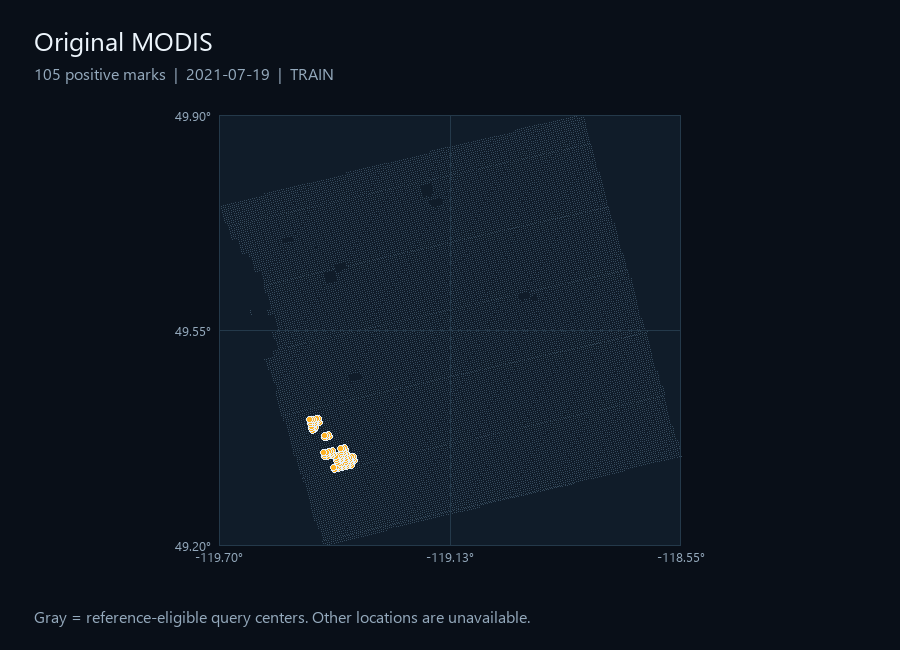 Original MODIS
105 positive marks | 2021-07-19 | TRAIN
49.90°
49.55°
49.20°
-119.70°
-119.13°
-118.55°
Gray = reference-eligible query centers. Other locations are unavailable.